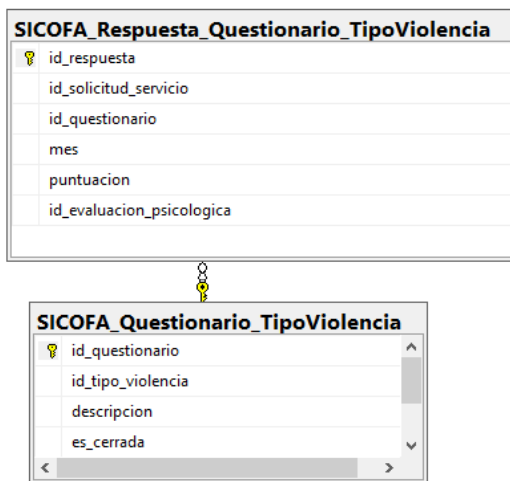 SICOFA_Respuesta_Questionario_TipoViolencia
id_respuesta
id_solicitud_servicio
id_questionario
mes
puntuacion
id_evaluacion_psicologica
SICOFA_Questionario_TipoViolencia
id_questionario
id_tipo_violencia
descripcion
es_cerrada